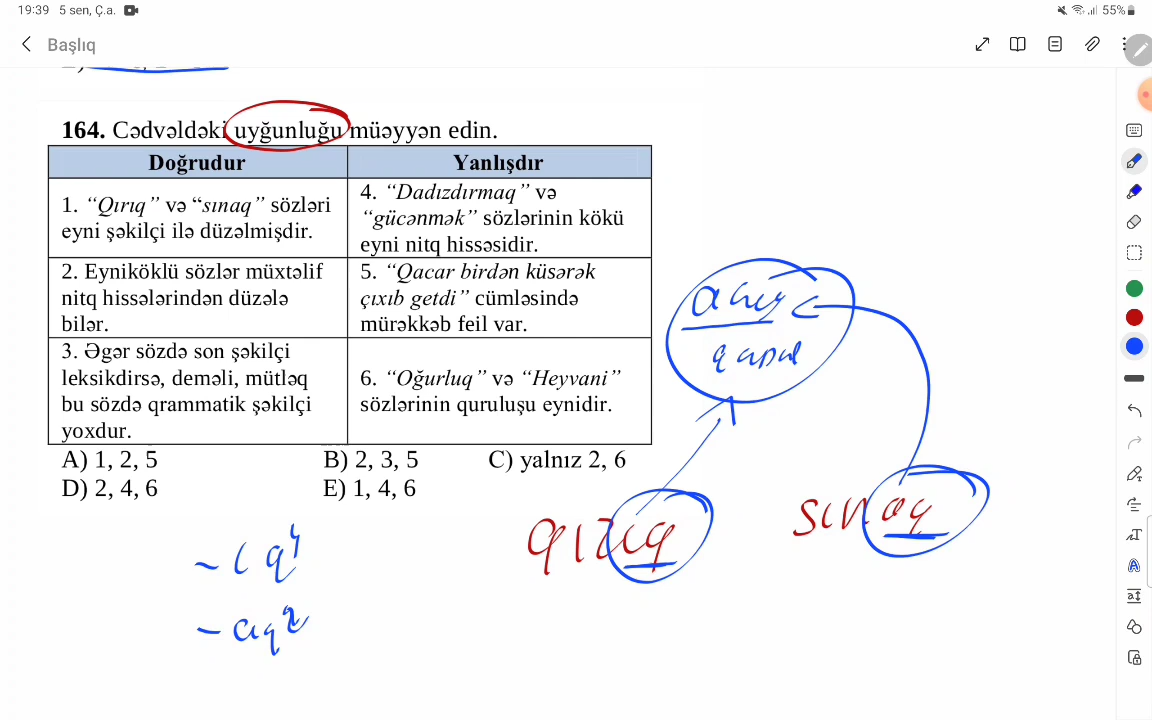 19:39 5 sen, Ç.a. 55%
Başlıq
164. Cədvəldəki uyğunluğu müəyyən edin.
Doğrudur Yanlışdır
1. “Qırıq” və “sınaq” sözləri
eyni şəkilçi ilə düzəlmişdir.
4. “Dadızdırmaq” və
“gücənmək” sözlərinin kökü
eyni nitq hissəsidir.
2. Eyniköklü sözlər müxtəlif
nitq hissələrindən düzələ
bilər.
5. “Qacar birdən küsərək
çıxıb getdi” cümləsində
mürəkkəb feil var.
3. Əgər sözdə son şəkilçi
leksikdirsə, deməli, mütləq
bu sözdə qrammatik şəkilçi
yoxdur.
6. “Oğurluq” və “Heyvani”
sözlərinin quruluşu eynidir.
A) 1, 2, 5 B) 2, 3, 5 C) yalnız 2, 6
D) 2, 4, 6 E) 1, 4, 6
açıq
qapal
qırıq
sınaq
-ıq⁴
-aq²